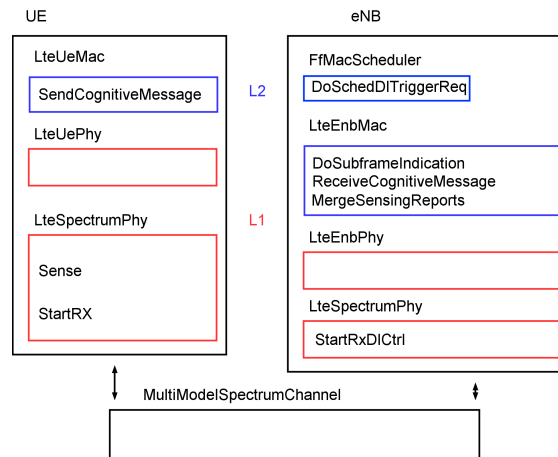 UE
eNB
LteUeMac
SendCognitiveMessage
LteUePhy
LteSpectrumPhy
Sense
StartRX
L2
L1
FfMacScheduler
DoSchedDlTriggerReq
LteEnbMac
DoSubframeIndication
ReceiveCognitiveMessage
MergeSensingReports
LteEnbPhy
LteSpectrumPhy
StartRxDlCtrl
MultiModelSpectrumChannel